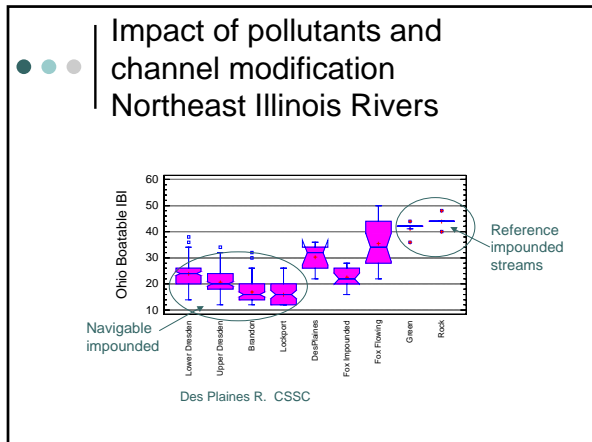 Impact of pollutants and
channel modification
Northeast Illinois Rivers
Ohio Boatable IBI
60
50
40
30
20
10
Reference
impounded
streams
Navigable
impounded
Lower Dresden
Upper Dresden
Brandon
Lockport
DesPlaines
Fox Impounded
Fox Flowing
Green
Rock
Des Plaines R. CSSC